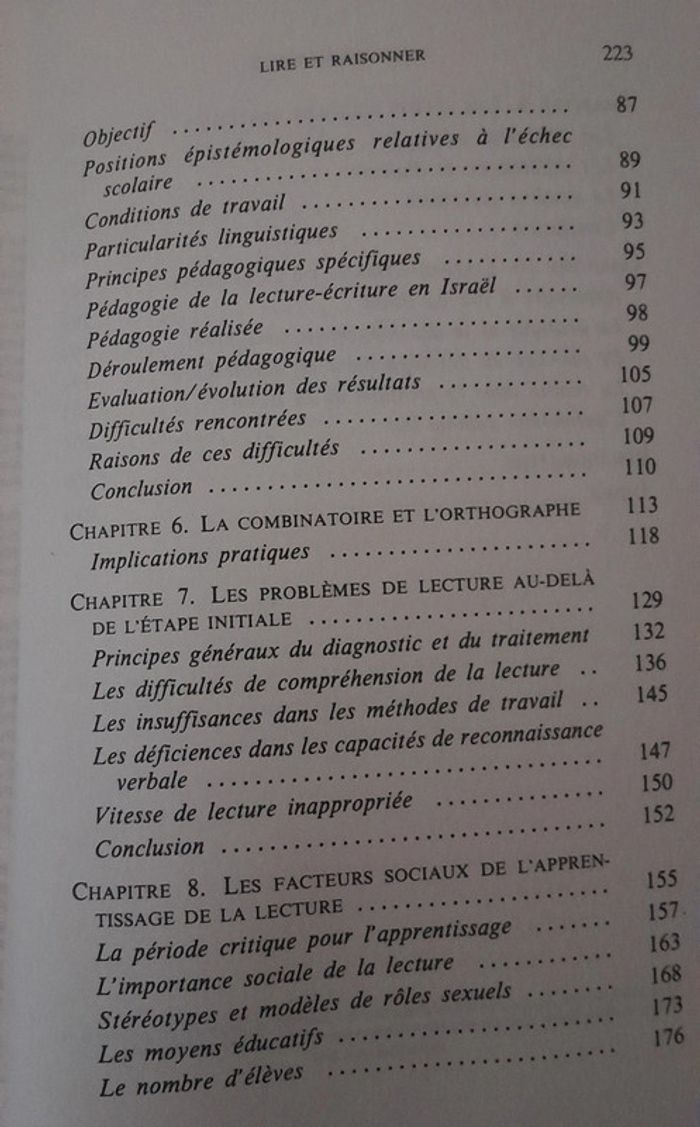 LIRE ET RAISONNER 223
Objectif .................................. 87
Positions épistémologiques relatives à l'échec
scolaire .................................. 89
Conditions de travail .................................. 91
Particularités linguistiques .................................. 93
Principes pédagogiques spécifiques ............ 95
Pédagogie de la lecture-écriture en Israël ...... 97
Pédagogie réalisée .................................. 98
Déroulement pédagogique .................................. 99
Evaluation/évolution des résultats ............. 105
Difficultés rencontrées .................................. 107
Raisons de ces difficultés .................................. 109
Conclusion .................................. 110
CHAPITRE 6. LA COMBINATOIRE ET L'ORTHOGRAPHE 113
Implications pratiques .................................. 118
CHAPITRE 7. LES PROBLÈMES DE LECTURE AU-DELÀ
DE L'ÉTAPE INITIALE .................................. 129
Principes généraux du diagnostic et du traitement 132
Les difficultés de compréhension de la lecture .. 136
Les insuffisances dans les méthodes de travail .. 145
Les déficiences dans les capacités de reconnaissance
verbale .................................. 147
Vitesse de lecture inappropriée ............... 150
Conclusion .................................. 152
CHAPITRE 8. LES FACTEURS SOCIAUX DE L'APPREN-
TISSAGE DE LA LECTURE .................................. 155
La période critique pour l'apprentissage ....... 157
L'importance sociale de la lecture ............ 163
Stéréotypes et modèles de rôles sexuels ........ 168
Les moyens éducatifs .................................. 173
Le nombre d'élèves .................................. 176